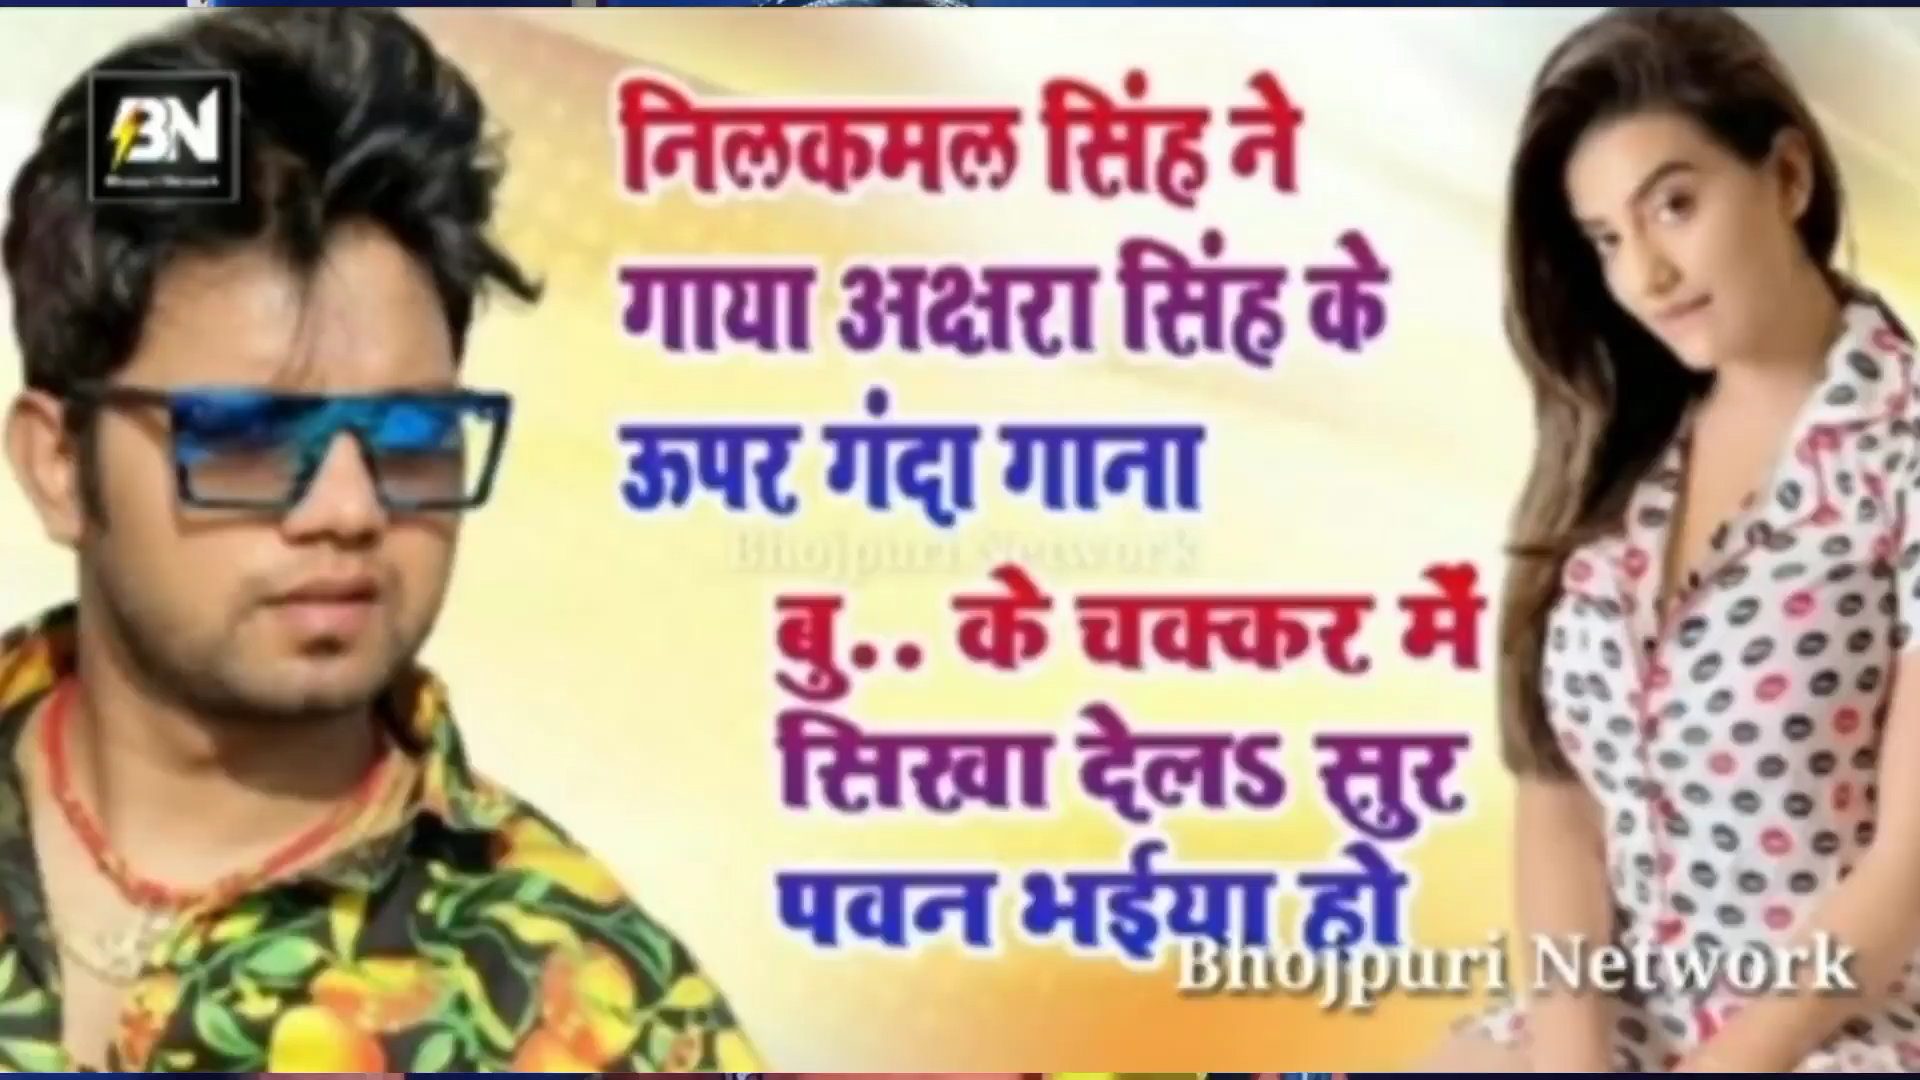 BN
निलकमल सिंह ने
गाया अक्षरा सिंह के
ऊपर गंदा गाना
Bhojpuri Network
बु.. के चक्कर में
सिखा देलऽ सुर
पवन भईया हो
Bhojpuri Network